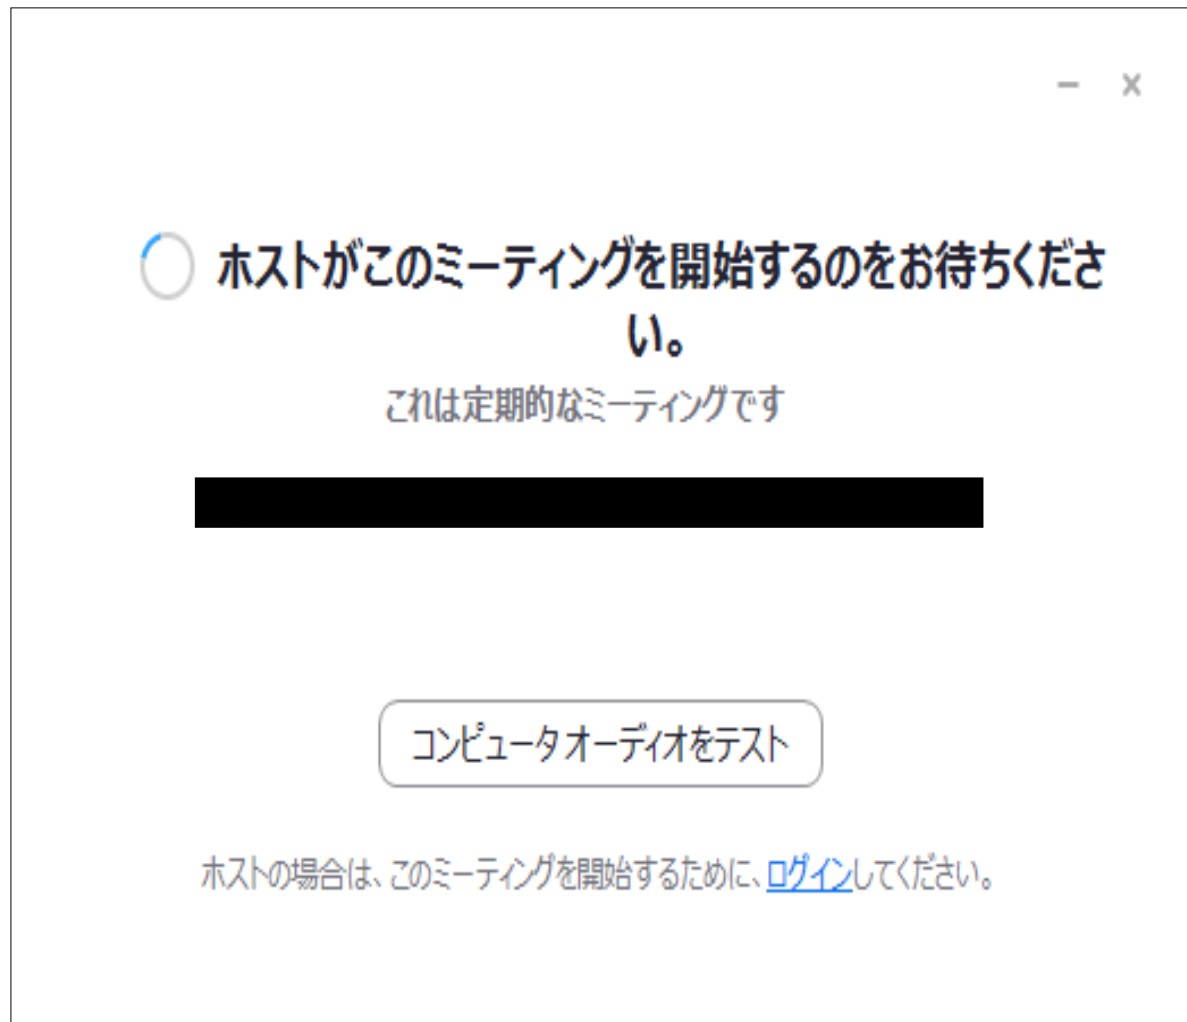 ホストがこのミーティングを開始するのをお待ちくださ
い。
これは定期的なミーティングです
コンピュータ オーディオをテスト
ホストの場合は、このミーティングを開始するために、ログインしてください。